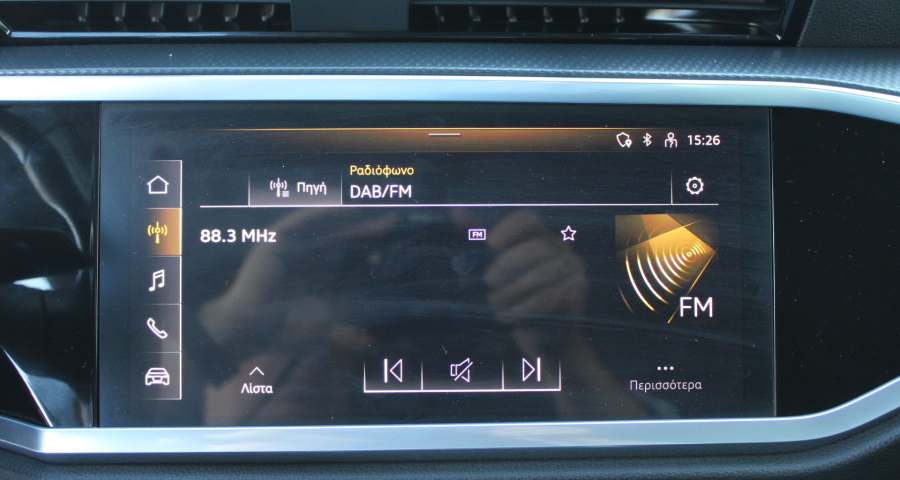 15:26
Ραδιόφωνο
Πηγή
DAB/FM
88.3 MHz
FM
FM
Λίστα
Περισσότερα